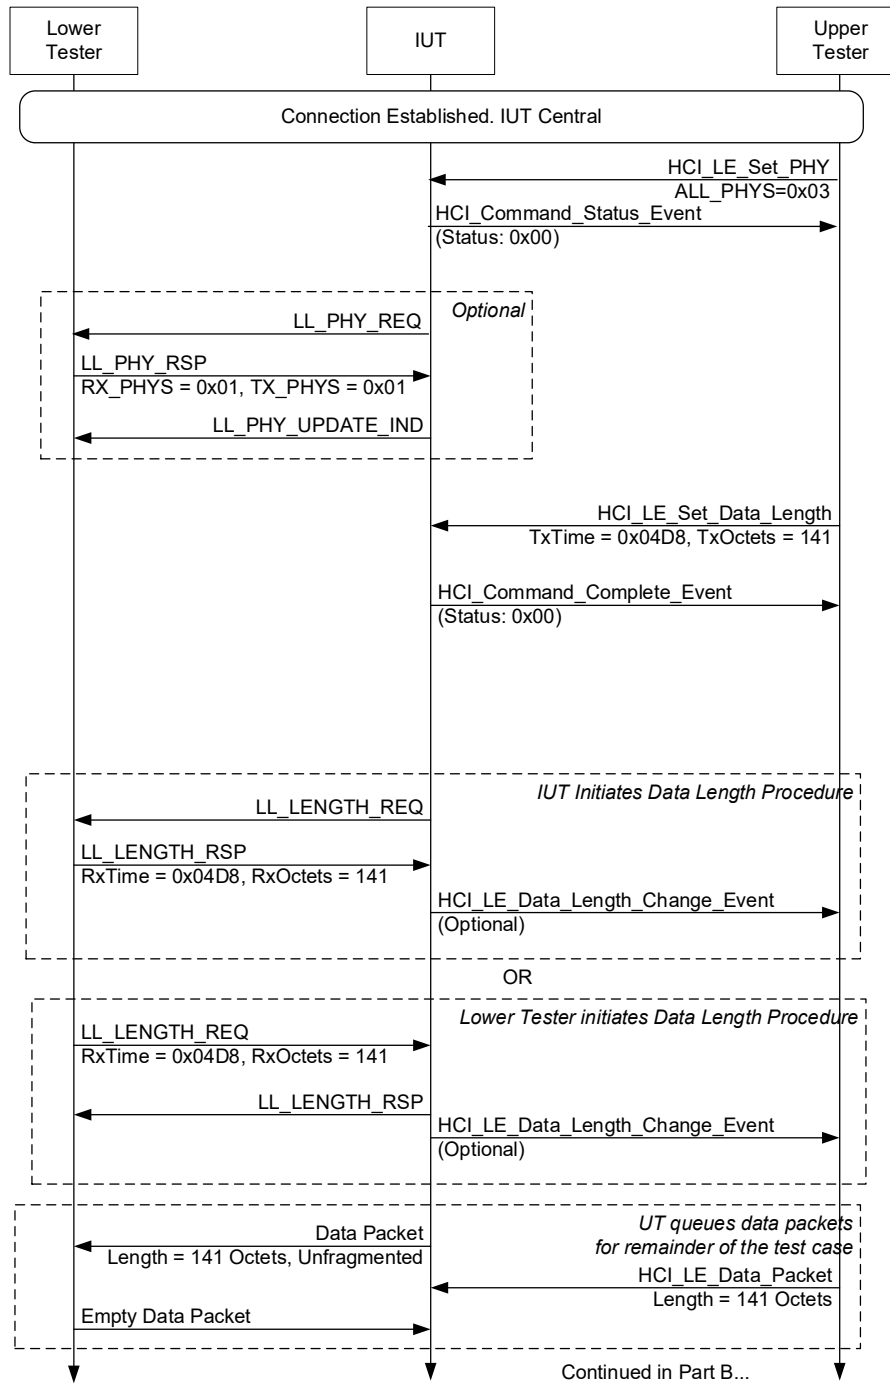 Lower
Tester
IUT
Upper
Tester
Connection Established. IUT Central
HCI_LE_Set_PHY
ALL_PHYS=0x03
HCI_Command_Status_Event
(Status: 0x00)
Optional
LL_PHY_REQ
LL_PHY_RSP
RX_PHYS = 0x01, TX_PHYS = 0x01
LL_PHY_UPDATE_IND
HCI_LE_Set_Data_Length
TxTime = 0x04D8, TxOctets = 141
HCI_Command_Complete_Event
(Status: 0x00)
IUT Initiates Data Length Procedure
LL_LENGTH_REQ
LL_LENGTH_RSP
RxTime = 0x04D8, RxOctets = 141
HCI_LE_Data_Length_Change_Event
(Optional)
OR
Lower Tester initiates Data Length Procedure
LL_LENGTH_REQ
RxTime = 0x04D8, RxOctets = 141
LL_LENGTH_RSP
HCI_LE_Data_Length_Change_Event
(Optional)
UT queues data packets
for remainder of the test case
Data Packet
Length = 141 Octets, Unfragmented
HCI_LE_Data_Packet
Length = 141 Octets
Empty Data Packet
Continued in Part B...